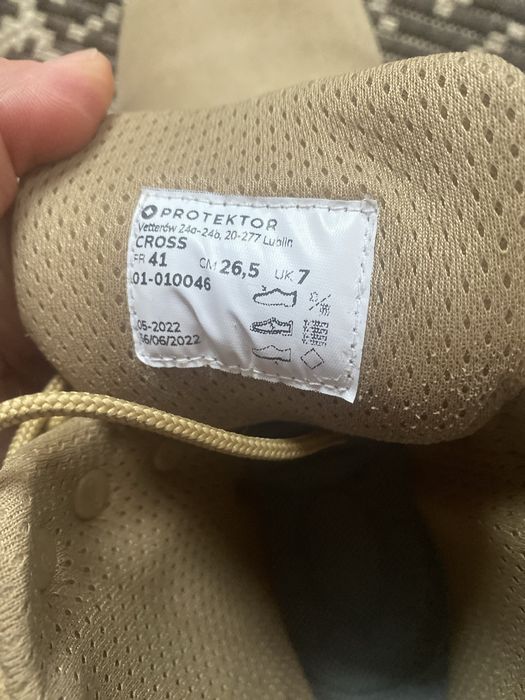 PROTEKTOR
Vetterów 24a-24b, 20-277 Lublin
CROSS
FR 41 CM 26,5 UK 7
01-010046
05-2022
56/06/2022